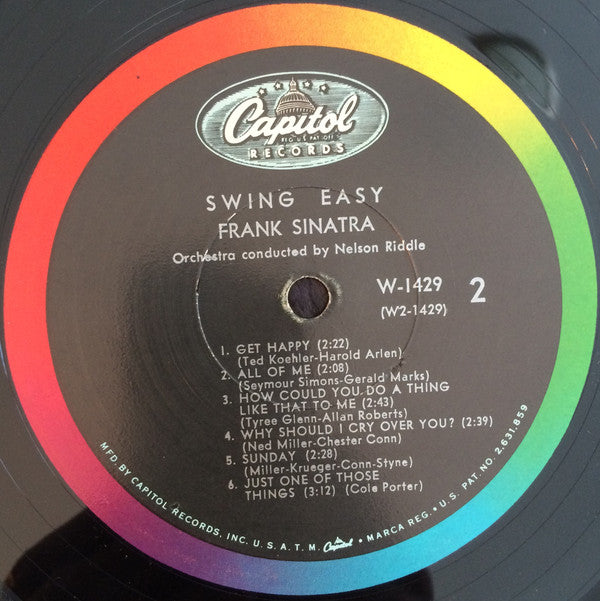 Capitol
REG. U.S. PAT. OFF.
RECORDS
SWING EASY
FRANK SINATRA
Orchestra conducted by Nelson Riddle
W-1429 2
(W2-1429)
1. GET HAPPY (2:22)
(Ted Koehler-Harold Arlen)
2. ALL OF ME (2:08)
(Seymour Simons-Gerald Marks)
3. HOW COULD YOU DO A THING
LIKE THAT TO ME (2:43)
(Tyree Glenn-Allan Roberts)
4. WHY SHOULD I CRY OVER YOU? (2:39)
(Ned Miller-Chester Conn)
5. SUNDAY (2:28)
(Miller-Krueger-Conn-Styne)
6. JUST ONE OF THOSE
THINGS (3:12) (Cole Porter)
MFD. BY CAPITOL RECORDS, INC. U.S.A. T.M. Capitol • MARCA REG. • U.S. PAT. NO. 2,631,859